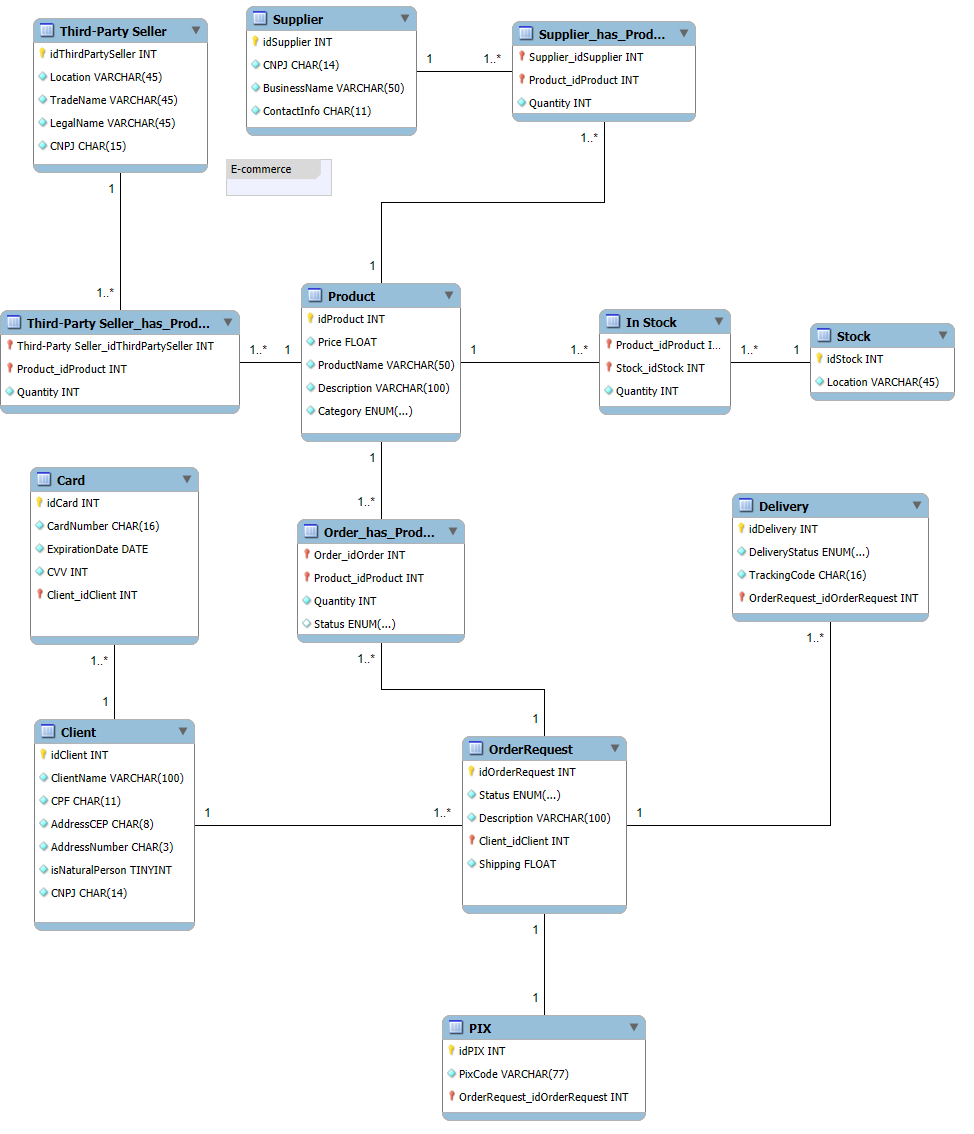 Third-Party Seller
idThirdPartySeller INT
Location VARCHAR(45)
TradeName VARCHAR(45)
LegalName VARCHAR(45)
CNPJ CHAR(15)
Supplier
idSupplier INT
CNPJ CHAR(14)
BusinessName VARCHAR(50)
ContactInfo CHAR(11)
1
1..*
Supplier_has_Prod...
Supplier_idSupplier INT
Product_idProduct INT
Quantity INT
1..*
E-commerce
1
1..*
1
Third-Party Seller_has_Prod...
Third-Party Seller_idThirdPartySeller INT
Product_idProduct INT
Quantity INT
1..*
1
Product
idProduct INT
Price FLOAT
ProductName VARCHAR(50)
Description VARCHAR(100)
Category ENUM(...)
1
1..*
In Stock
Product_idProduct I...
Stock_idStock INT
Quantity INT
1..*
1
Stock
idStock INT
Location VARCHAR(45)
1
1..*
Card
idCard INT
CardNumber CHAR(16)
ExpirationDate DATE
CVV INT
Client_idClient INT
Order_has_Prod...
Order_idOrder INT
Product_idProduct INT
Quantity INT
Status ENUM(...)
Delivery
idDelivery INT
DeliveryStatus ENUM(...)
TrackingCode CHAR(16)
OrderRequest_idOrderRequest INT
1..*
1..*
1..*
1
1
Client
idClient INT
ClientName VARCHAR(100)
CPF CHAR(11)
AddressCEP CHAR(8)
AddressNumber CHAR(3)
isNaturalPerson TINYINT
CNPJ CHAR(14)
1
1..*
OrderRequest
idOrderRequest INT
Status ENUM(...)
Description VARCHAR(100)
Client_idClient INT
Shipping FLOAT
1
1
1
PIX
idPIX INT
PixCode VARCHAR(77)
OrderRequest_idOrderRequest INT